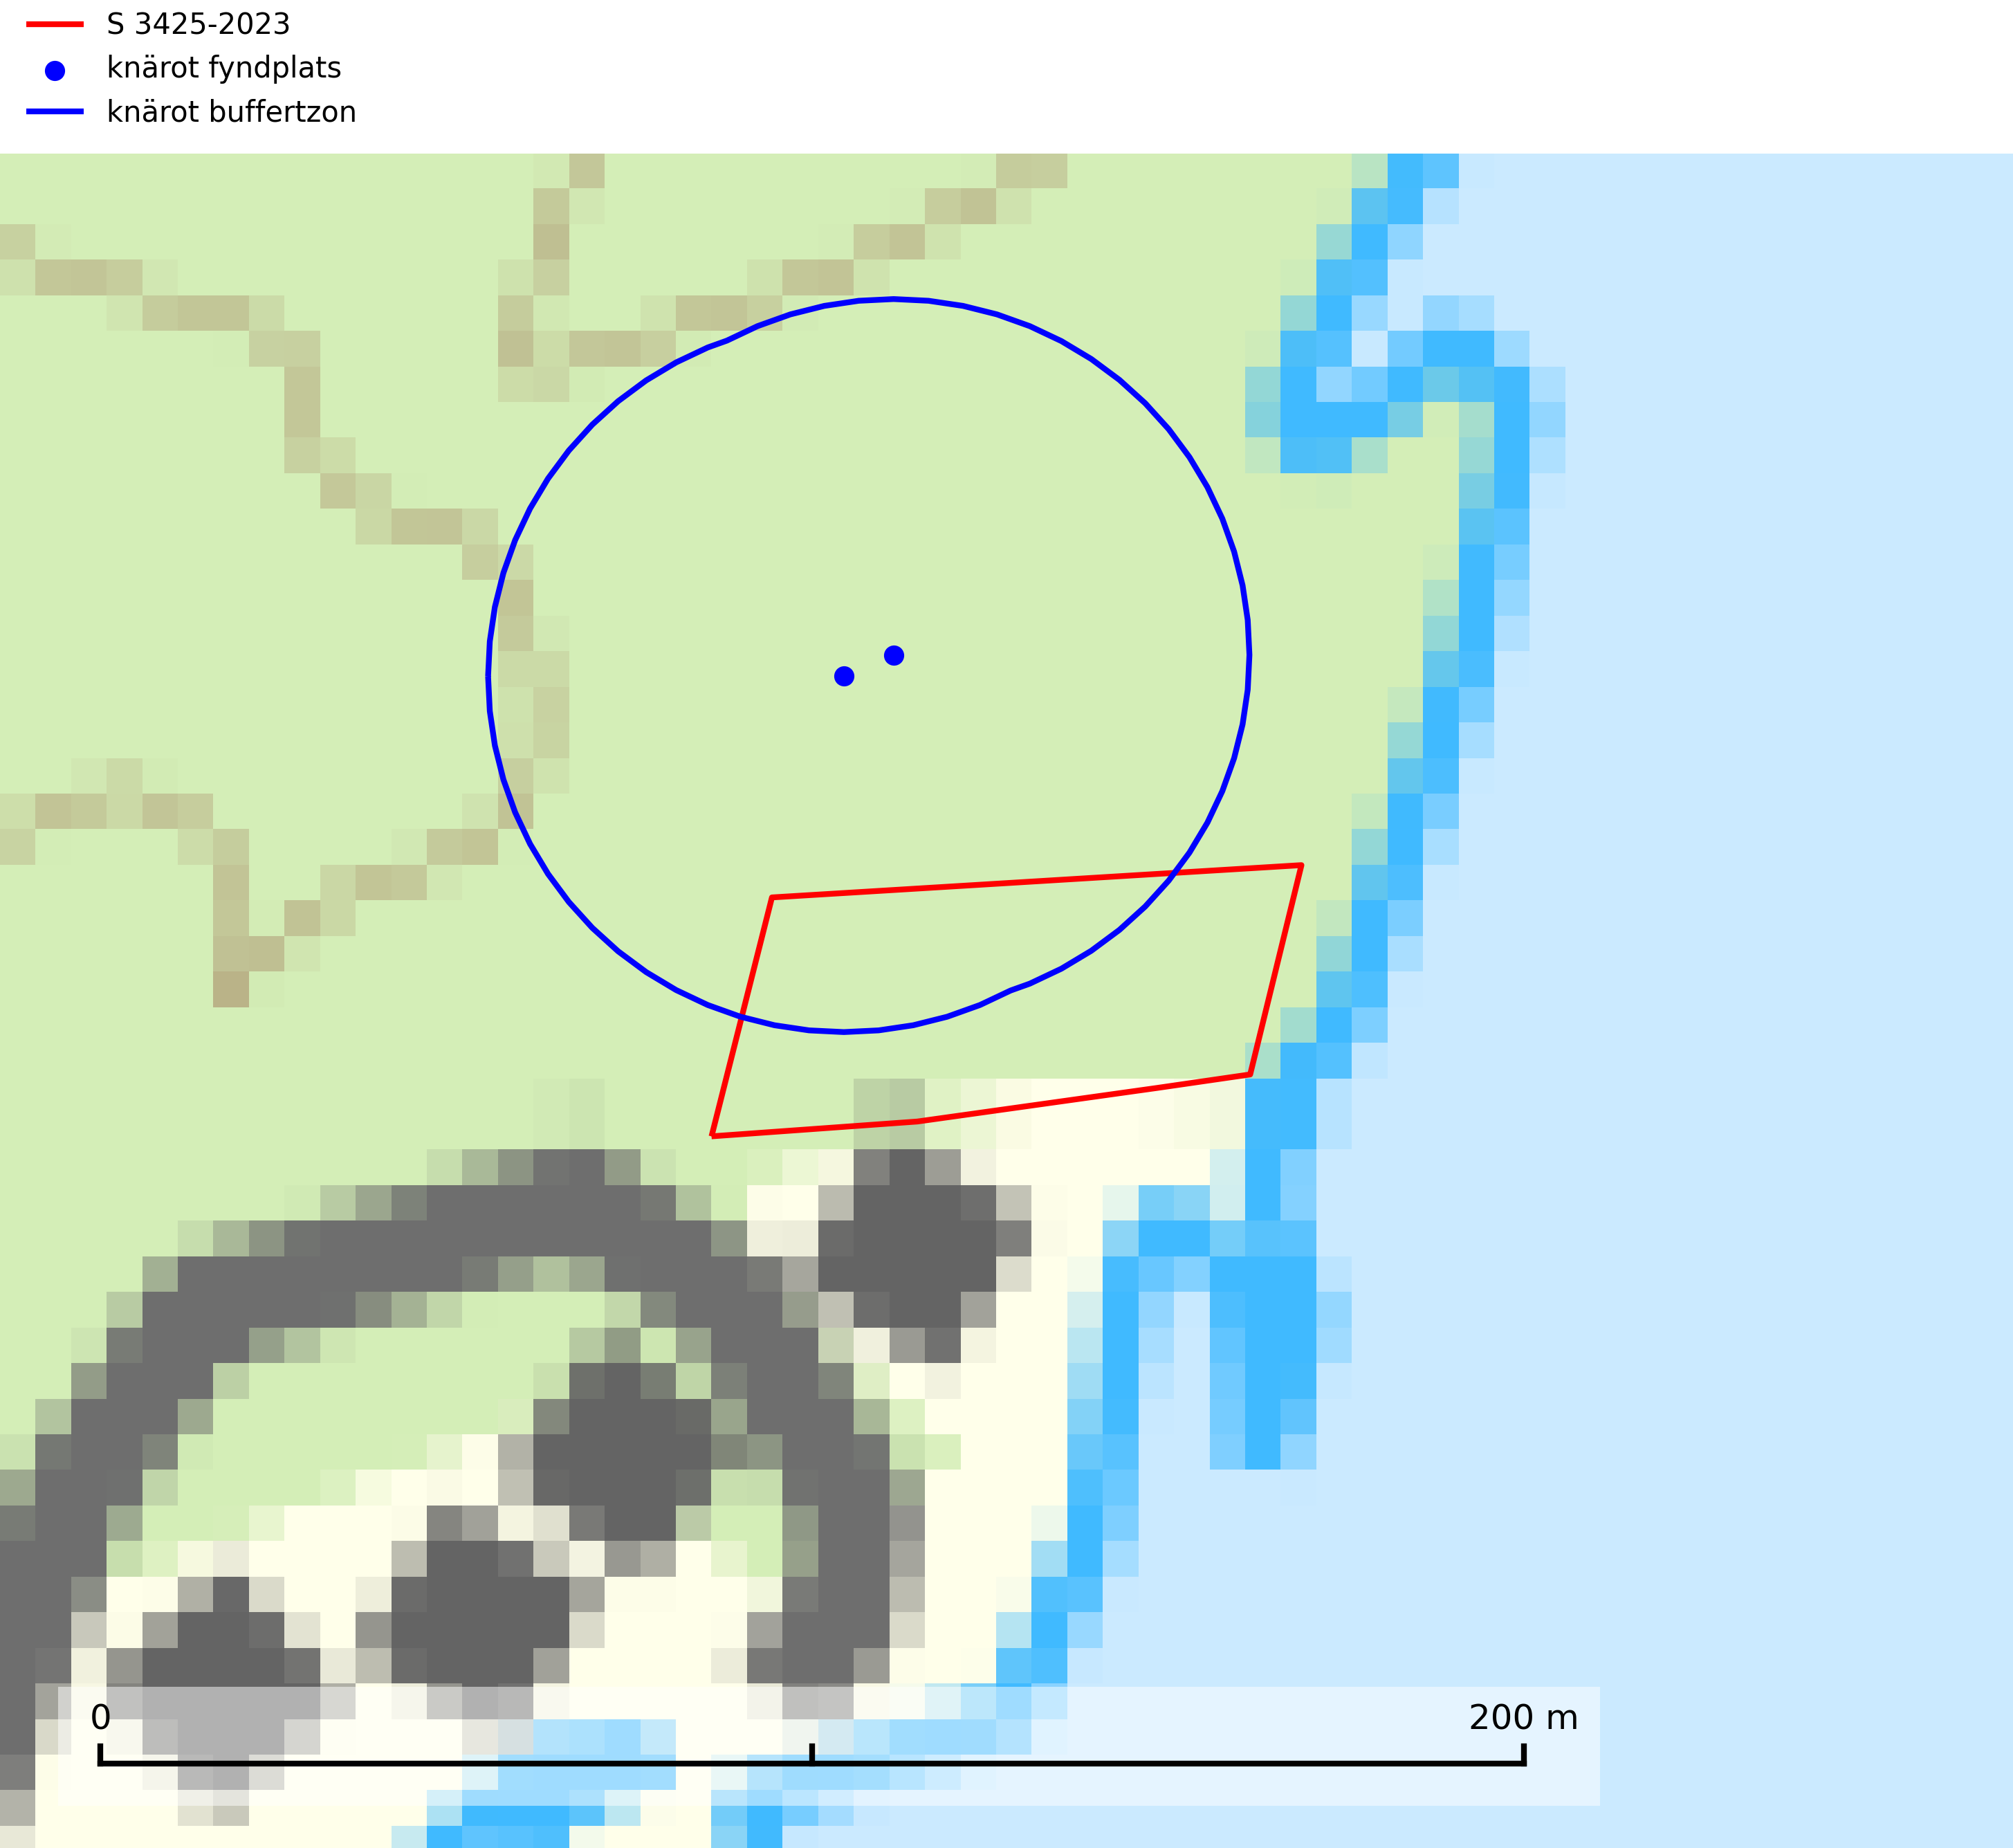 S 3425-2023
knärot fyndplats
knärot buffertzon
0
200 m